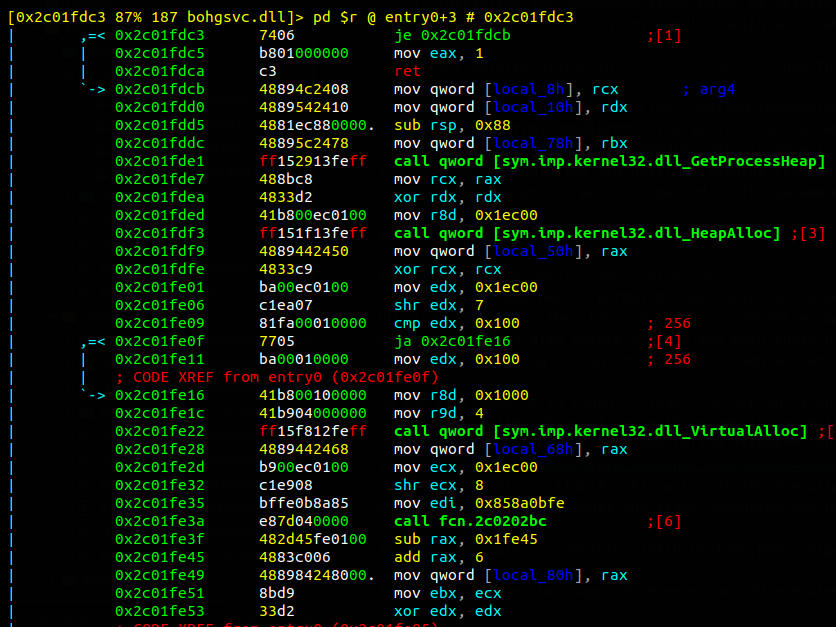 [0x2c01fdc3 87% 187 bohgsvc.dll]> pd $r @ entry0+3 # 0x2c01fdc3
| ,=< 0x2c01fdc3 7406 je 0x2c01fdcb ;[1]
| | 0x2c01fdc5 b801000000 mov eax, 1
| | 0x2c01fdca c3 ret
| `-> 0x2c01fdcb 48894c2408 mov qword [local_8h], rcx ; arg4
| 0x2c01fdd0 4889542410 mov qword [local_10h], rdx
| 0x2c01fdd5 4881ec880000. sub rsp, 0x88
| 0x2c01fddc 48895c2478 mov qword [local_78h], rbx
| 0x2c01fde1 ff152913feff call qword [sym.imp.kernel32.dll_GetProcessHeap]
| 0x2c01fde7 488bc8 mov rcx, rax
| 0x2c01fdea 4833d2 xor rdx, rdx
| 0x2c01fded 41b800ec0100 mov r8d, 0x1ec00
| 0x2c01fdf3 ff151f13feff call qword [sym.imp.kernel32.dll_HeapAlloc] ;[3]
| 0x2c01fdf9 4889442450 mov qword [local_50h], rax
| 0x2c01fdfe 4833c9 xor rcx, rcx
| 0x2c01fe01 ba00ec0100 mov edx, 0x1ec00
| 0x2c01fe06 c1ea07 shr edx, 7
| 0x2c01fe09 81fa00010000 cmp edx, 0x100 ; 256
| ,=< 0x2c01fe0f 7705 ja 0x2c01fe16 ;[4]
| | 0x2c01fe11 ba00010000 mov edx, 0x100 ; 256
| | ; CODE XREF from entry0 (0x2c01fe0f)
| `-> 0x2c01fe16 41b800100000 mov r8d, 0x1000
| 0x2c01fe1c 41b904000000 mov r9d, 4
| 0x2c01fe22 ff15f812feff call qword [sym.imp.kernel32.dll_VirtualAlloc] ;[
| 0x2c01fe28 4889442468 mov qword [local_68h], rax
| 0x2c01fe2d b900ec0100 mov ecx, 0x1ec00
| 0x2c01fe32 c1e908 shr ecx, 8
| 0x2c01fe35 bffe0b8a85 mov edi, 0x858a0bfe
| 0x2c01fe3a e87d040000 call fcn.2c0202bc ;[6]
| 0x2c01fe3f 482d45fe0100 sub rax, 0x1fe45
| 0x2c01fe45 4883c006 add rax, 6
| 0x2c01fe49 488984248000. mov qword [local_80h], rax
| 0x2c01fe51 8bd9 mov ebx, ecx
| 0x2c01fe53 33d2 xor edx, edx